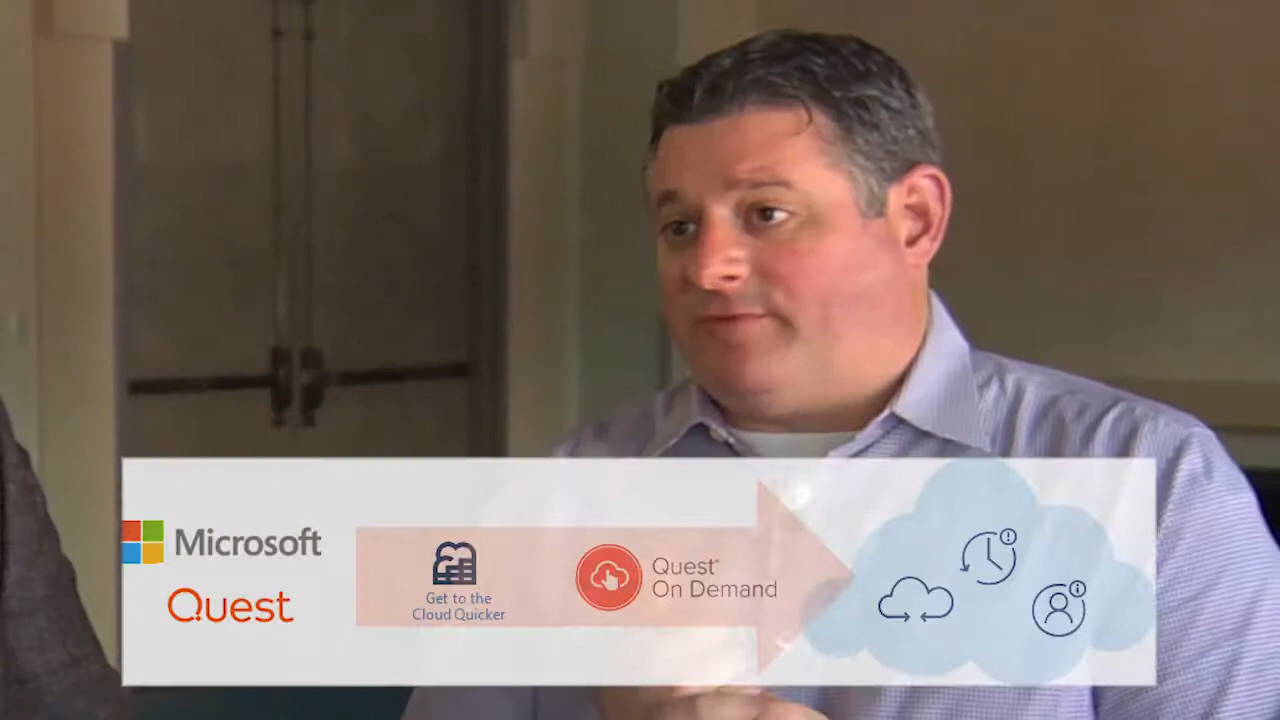 Microsoft
Quest
Get to the
Cloud Quicker
Quest®
On Demand